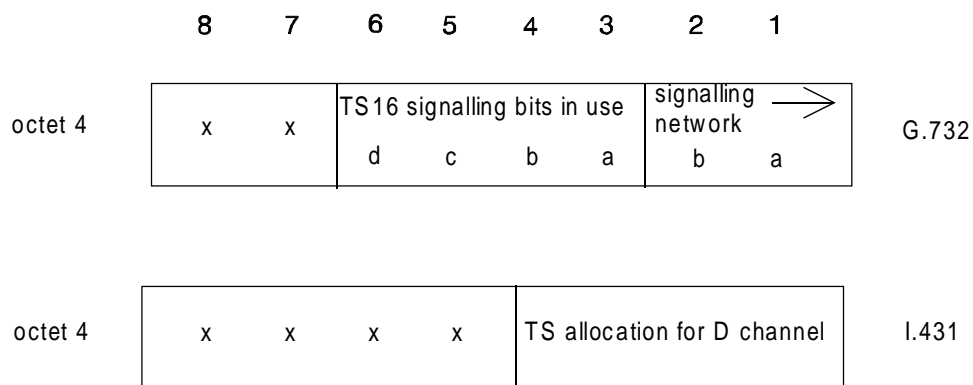 8 7 6 5 4 3 2 1
octet 4 x x TS16 signalling bits in use d c b a signalling network b a G.732
octet 4 x x x x TS allocation for D channel I.431